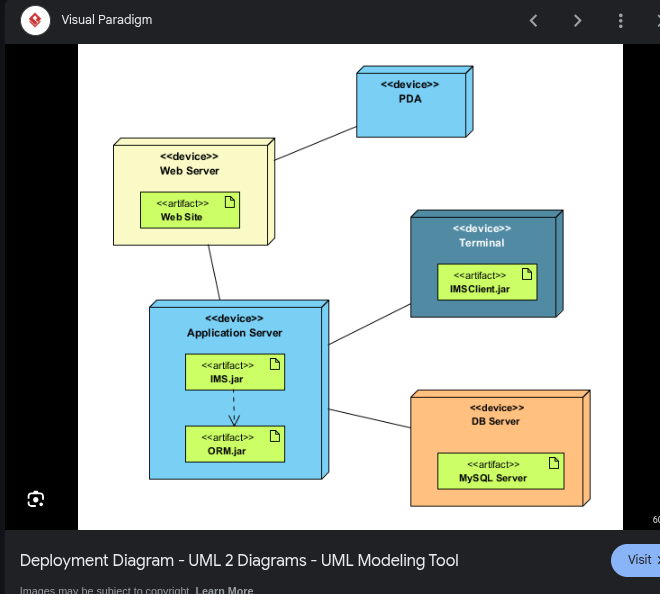 Visual Paradigm
<<device>>
PDA
<<device>>
Web Server
<<artifact>>
Web Site
<<device>>
Terminal
<<artifact>>
IMSClient.jar
<<device>>
Application Server
<<artifact>>
IMS.jar
<<artifact>>
ORM.jar
<<device>>
DB Server
<<artifact>>
MySQL Server
Deployment Diagram - UML 2 Diagrams - UML Modeling Tool
Visit
Images may be subject to copyright. Learn More